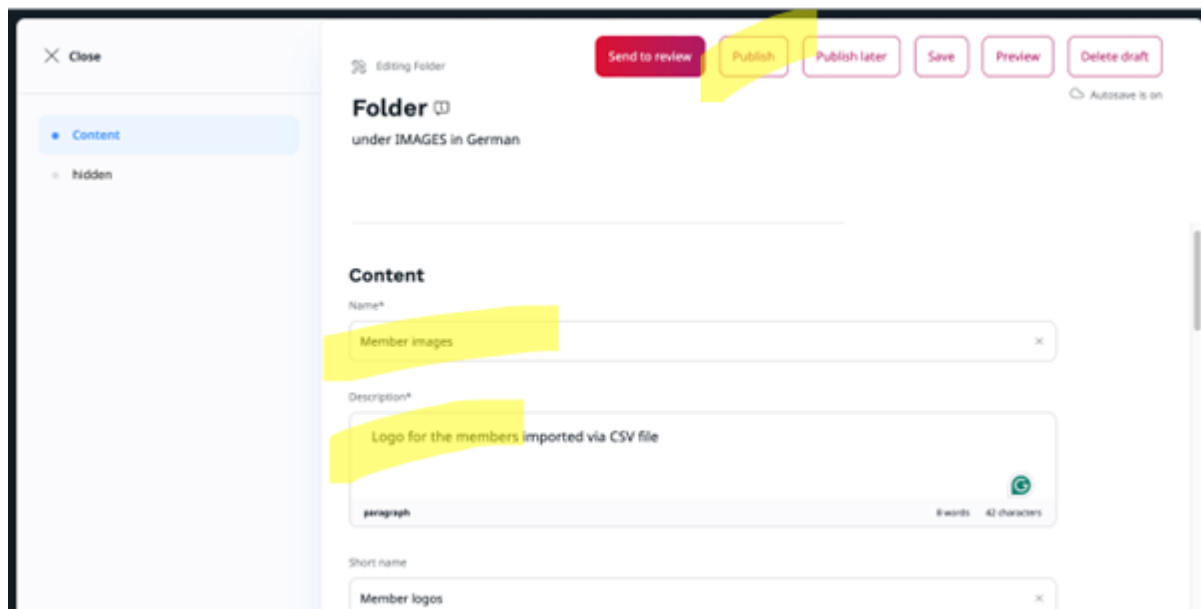 Close
Content
hidden
Editing Folder
Send to review
Publish
Publish later
Save
Preview
Delete draft
Autosave is on
Folder
under IMAGES in German
Content
Name*
Member images
Description*
Logo for the members imported via CSV file
paragraph
8 words 42 characters
Short name
Member logos